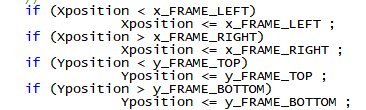 //
if (Xposition < x_FRAME_LEFT)
Xposition <= x_FRAME_LEFT ;
if (Xposition > x_FRAME_RIGHT)
Xposition <= x_FRAME_RIGHT ;
if (Yposition < y_FRAME_TOP)
Yposition <= y_FRAME_TOP ;
if (Yposition > y_FRAME_BOTTOM)
Yposition <= y_FRAME_BOTTOM ;